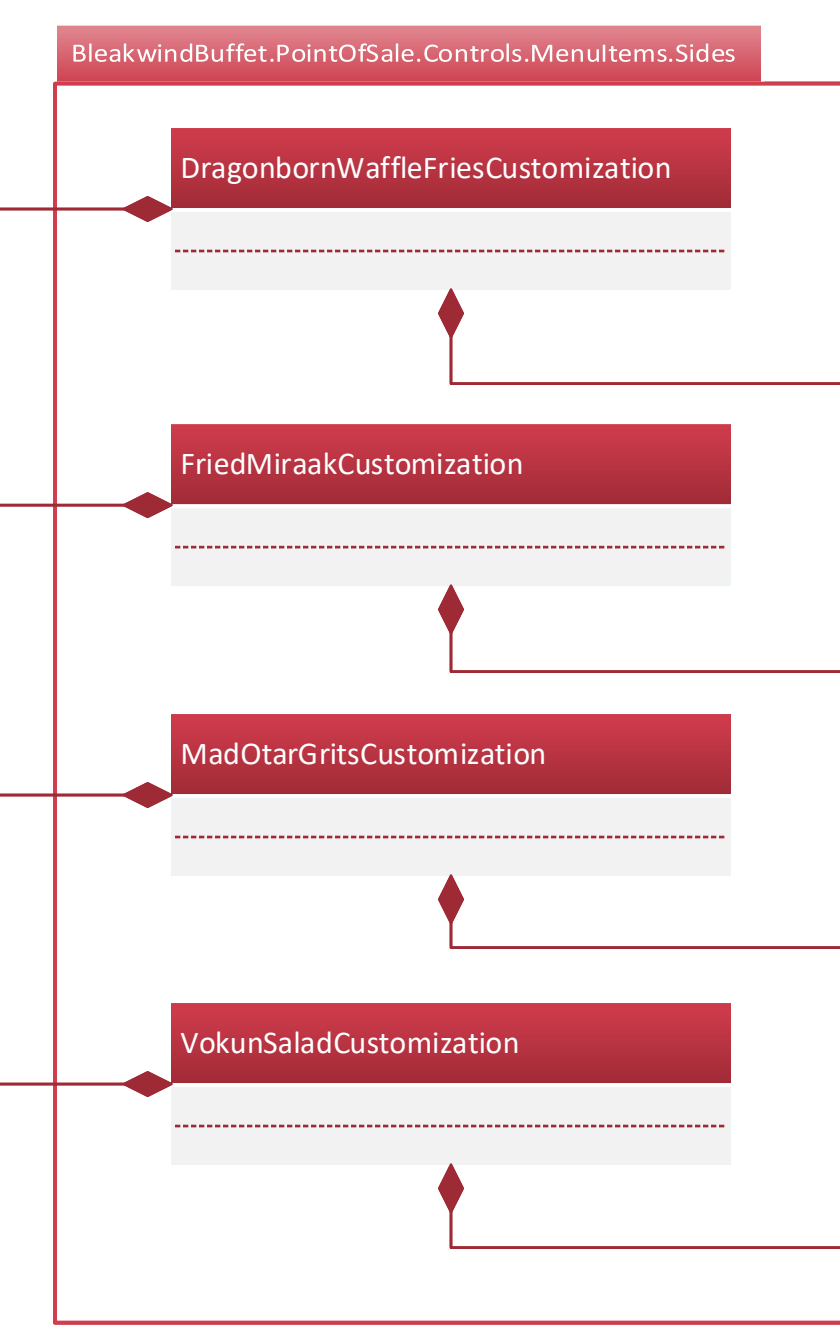 BleakwindBuffet.PointOfSale.Controls.MenuItems.Sides
DragonbornWaffleFriesCustomization
FriedMiraakCustomization
MadOtarGritsCustomization
VokunSaladCustomization